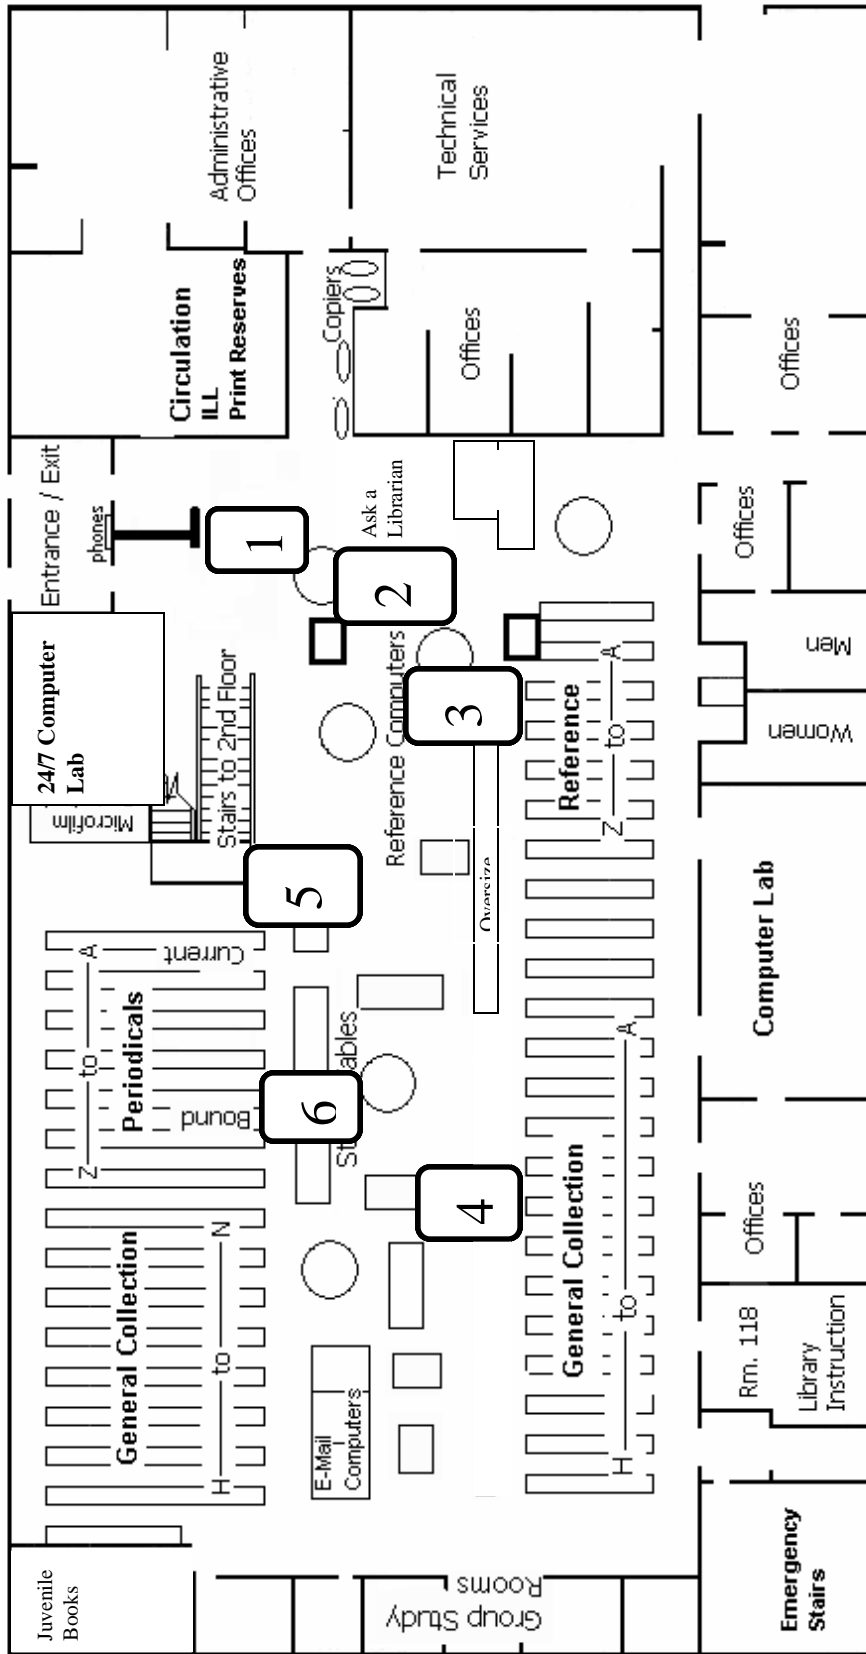 Administrative
Offices
Technical
Services
Circulation
ILL
Print Reserves
Copiers
Offices
Offices
Entrance / Exit
phones
1
Ask a
Librarian
Offices
2
24/7 Computer
Lab
Men
Microfilm
Stairs to 2nd Floor
Reference Computers
3
Reference
A
to
Z
Women
5
Oversize
Computer Lab
Current
Periodicals
A
to
Z
Bound
6
4
General Collection
A
to
H
Offices
General Collection
N
to
H
E-Mail
Computers
Rm. 118
Library
Instruction
Juvenile
Books
Group Study
Rooms
Emergency
Stairs